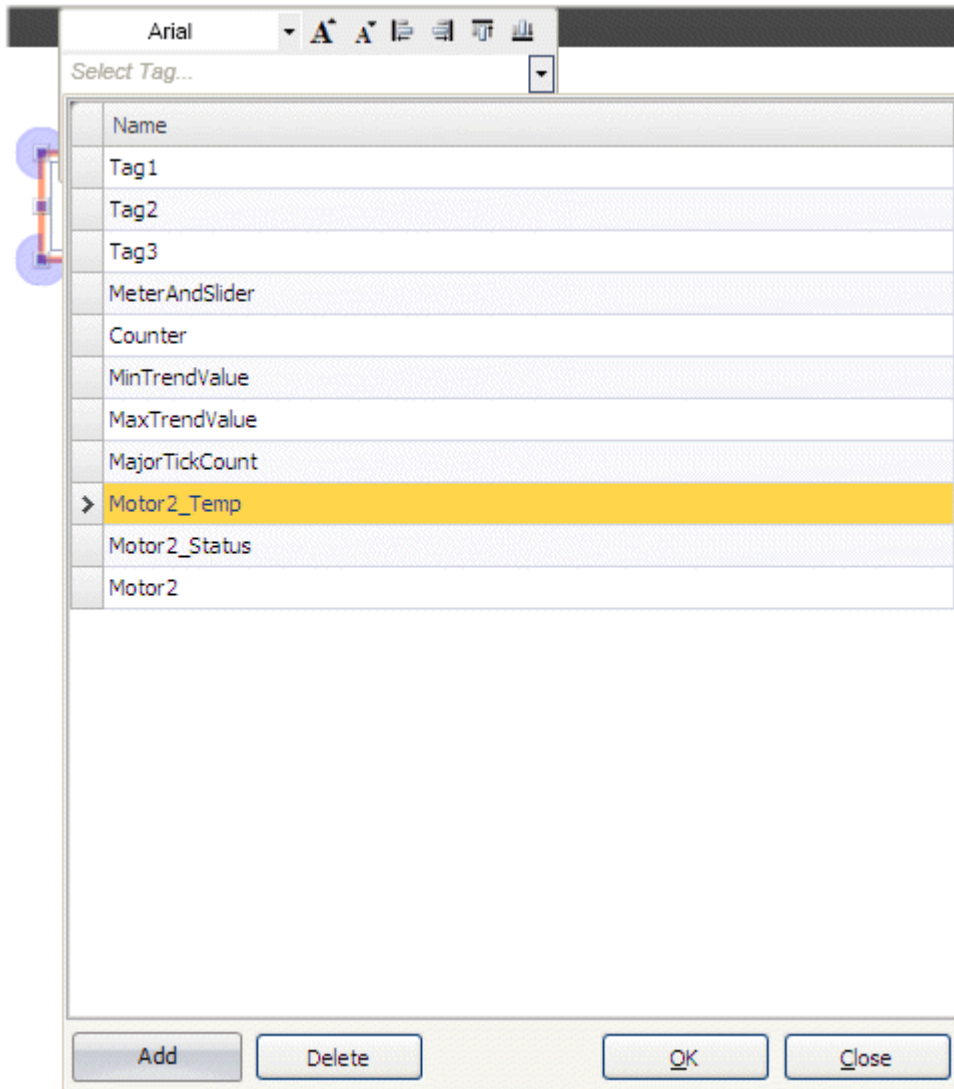 Arial
Select Tag...
Name
Tag1
Tag2
Tag3
MeterAndSlider
Counter
MinTrendValue
MaxTrendValue
MajorTickCount
Motor2_Temp
Motor2_Status
Motor2
Add Delete OK Close